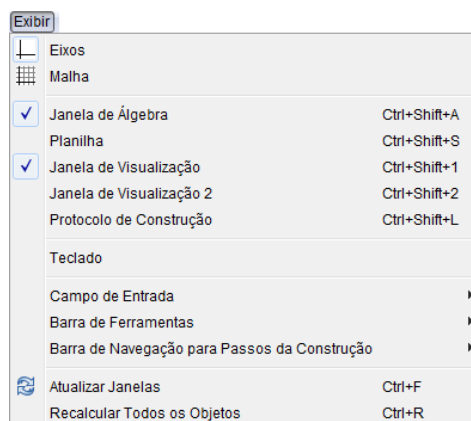 Exibir
Eixos
Malha
Janela de Álgebra Ctrl+Shift+A
Planilha Ctrl+Shift+S
Janela de Visualização Ctrl+Shift+1
Janela de Visualização 2 Ctrl+Shift+2
Protocolo de Construção Ctrl+Shift+L
Teclado
Campo de Entrada
Barra de Ferramentas
Barra de Navegação para Passos da Construção
Atualizar Janelas Ctrl+F
Recalcular Todos os Objetos Ctrl+R